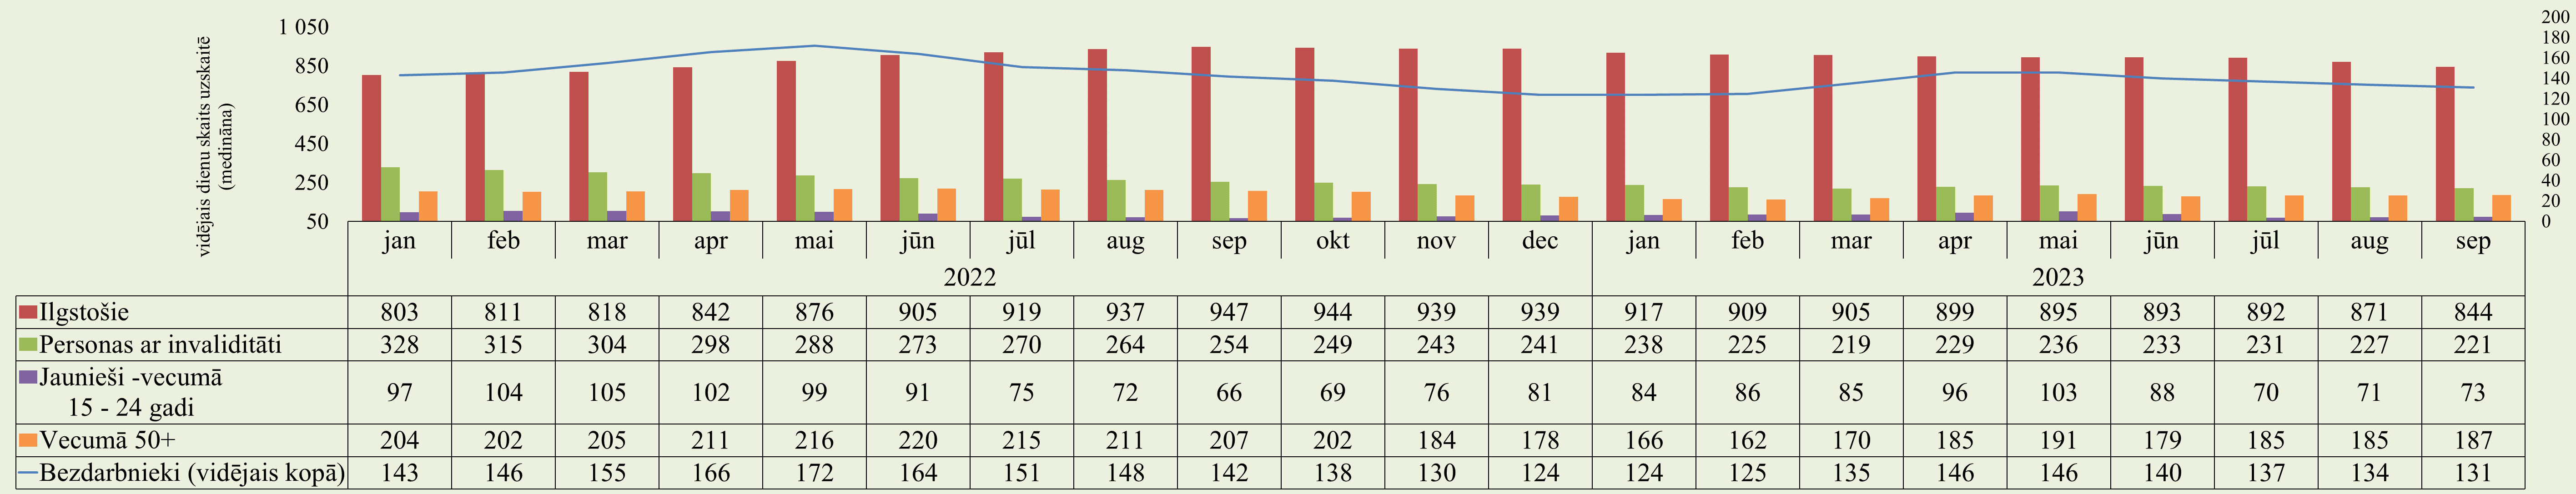 vidējais dienu skaits uzskaitē
(medināna)
1 050
850
650
450
250
50
200
180
160
140
120
100
80
60
40
20
0
jan feb mar apr mai jūn jūl aug sep okt nov dec jan feb mar apr mai jūn jūl aug sep
2022 2023
Ilgstošie 803 811 818 842 876 905 919 937 947 944 939 939 917 909 905 899 895 893 892 871 844
Personas ar invaliditāti 328 315 304 298 288 273 270 264 254 249 243 241 238 225 219 229 236 233 231 227 221
Jaunieši -vecumā
15 - 24 gadi 97 104 105 102 99 91 75 72 66 69 76 81 84 86 85 96 103 88 70 71 73
Vecumā 50+ 204 202 205 211 216 220 215 211 207 202 184 178 166 162 170 185 191 179 185 185 187
Bezdarbnieki (vidējais kopā) 143 146 155 166 172 164 151 148 142 138 130 124 124 125 135 146 146 140 137 134 131